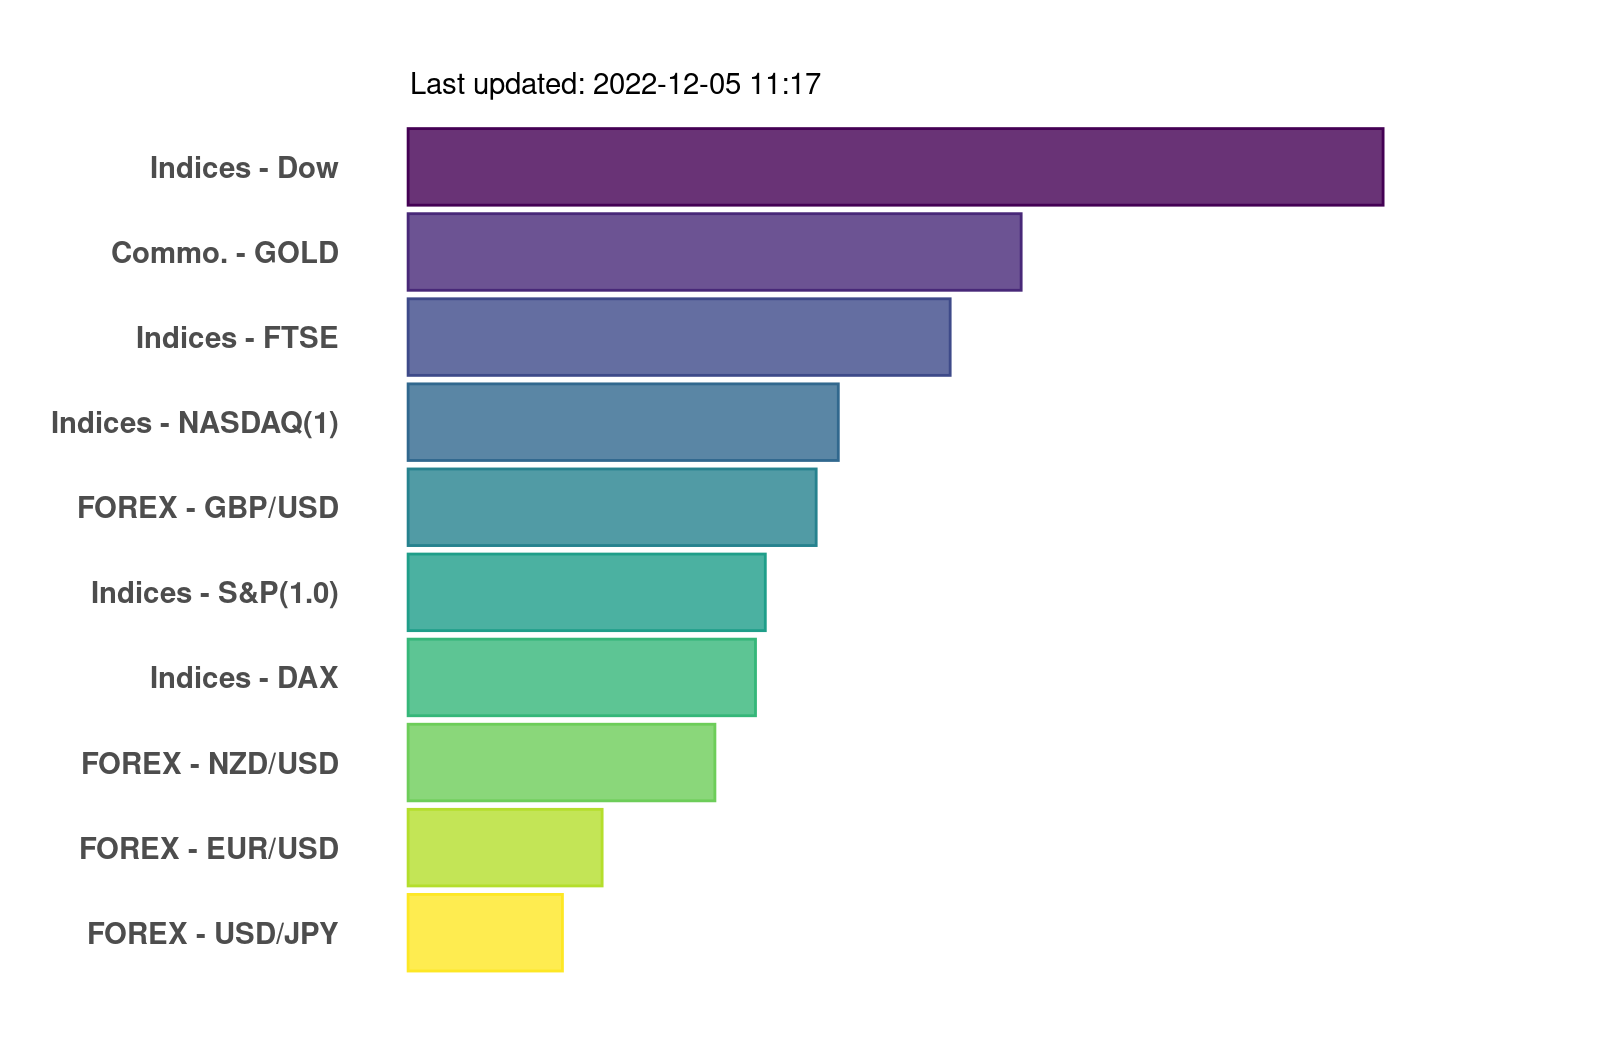 Last updated: 2022-12-05 11:17
Indices - Dow
Commo. - GOLD
Indices - FTSE
Indices - NASDAQ(1)
FOREX - GBP/USD
Indices - S&P(1.0)
Indices - DAX
FOREX - NZD/USD
FOREX - EUR/USD
FOREX - USD/JPY